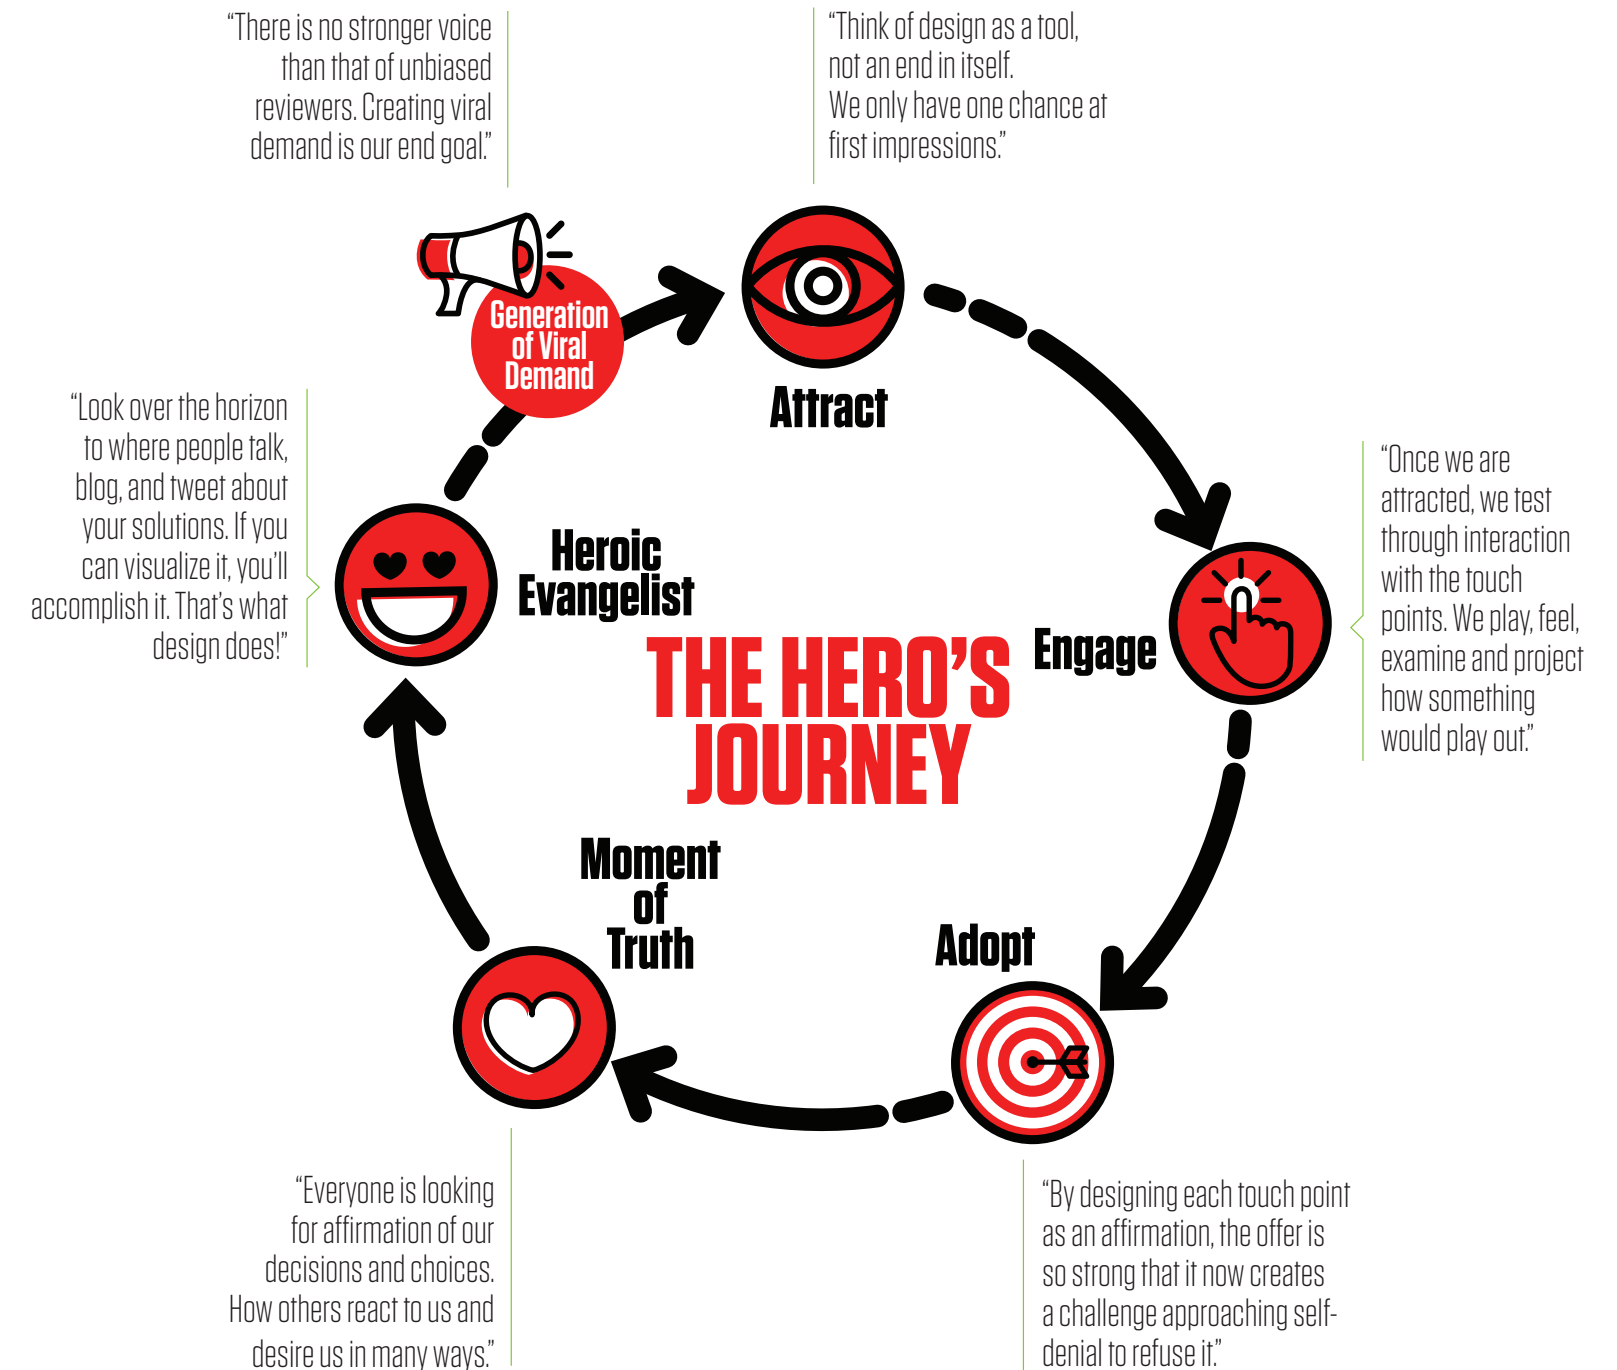 “There is no stronger voice
than that of unbiased
reviewers. Creating viral
demand is our end goal.”
“Think of design as a tool,
not an end in itself.
We only have one chance at
first impressions.”
Generation
of Viral
Demand
Attract
“Look over the horizon
to where people talk,
blog, and tweet about
your solutions. If you
can visualize it, you’ll
accomplish it. That’s what
design does!”
Heroic
Evangelist
“Once we are
attracted, we test
through interaction
with the touch
points. We play, feel,
examine and project
how something
would play out.”
Engage
THE HERO’S
JOURNEY
Moment
of
Truth
Adopt
“Everyone is looking
for affirmation of our
decisions and choices.
How others react to us and
desire us in many ways.”
“By designing each touch point
as an affirmation, the offer is
so strong that it now creates
a challenge approaching self-
denial to refuse it.”